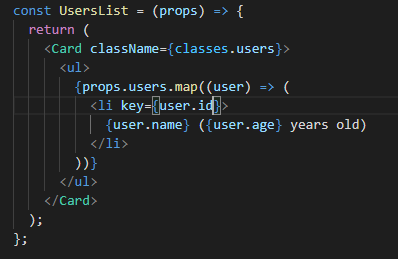 const UsersList = (props) => {
  return (
    <Card className={classes.users}>
      <ul>
        {props.users.map((user) => (
          <li key={user.id}>
            {user.name} ({user.age} years old)
          </li>
        ))}
      </ul>
    </Card>
  );
};